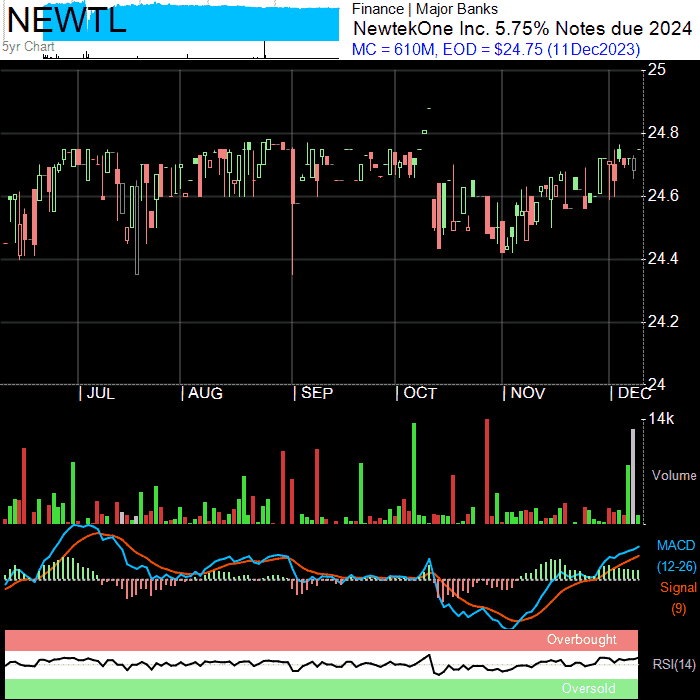 NEWTL
5yr Chart
Finance | Major Banks
NewtekOne Inc. 5.75% Notes due 2024
MC = 610M, EOD = $24.75 (11Dec2023)
25
24.8
24.6
24.4
24.2
24
| JUL | AUG | SEP | OCT | NOV | DEC
14k
Volume
MACD
(12-26)
Signal
(9)
Overbought
RSI(14)
Oversold